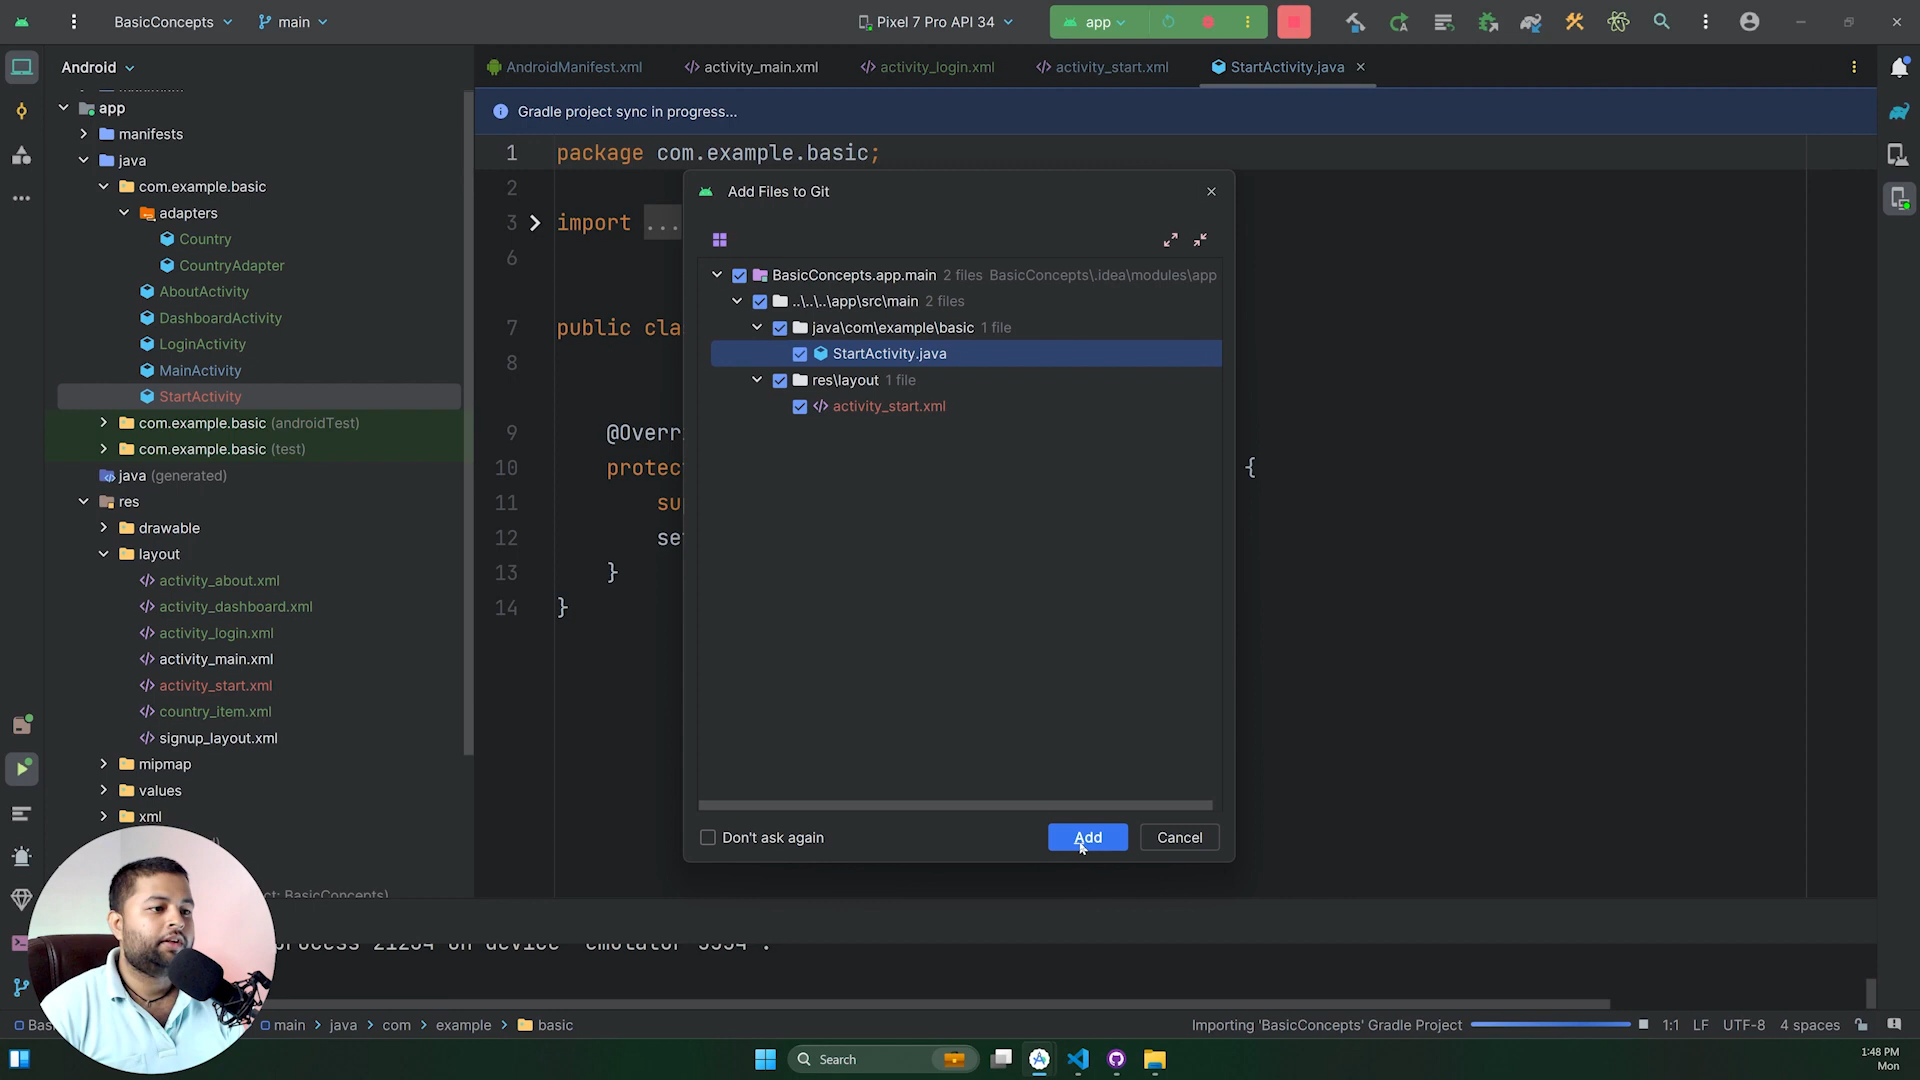 BasicConcepts
main
Pixel 7 Pro API 34
app
Android
AndroidManifest.xml
activity_main.xml
activity_login.xml
activity_start.xml
StartActivity.java
Gradle project sync in progress...
app
manifests
java
com.example.basic
adapters
Country
CountryAdapter
AboutActivity
DashboardActivity
LoginActivity
MainActivity
StartActivity
com.example.basic (androidTest)
com.example.basic (test)
java (generated)
res
drawable
layout
activity_about.xml
activity_dashboard.xml
activity_login.xml
activity_main.xml
activity_start.xml
country_item.xml
signup_layout.xml
mipmap
values
xml
1 package com.example.basic;
2
3 import ...
6
7 public cla
8
9 @Overr
10 protec {
11 su
12 se
13 }
14 }
Add Files to Git
BasicConcepts.app.main 2 files BasicConcepts\.idea\modules\app
..\..\..\app\src\main 2 files
java\com\example\basic 1 file
StartActivity.java
res\layout 1 file
activity_start.xml
Don't ask again
Add
Cancel
BasicConcepts)
main > java > com > example > basic
Importing 'BasicConcepts' Gradle Project
1:1 LF UTF-8 4 spaces
Search
1:48 PM
Mon